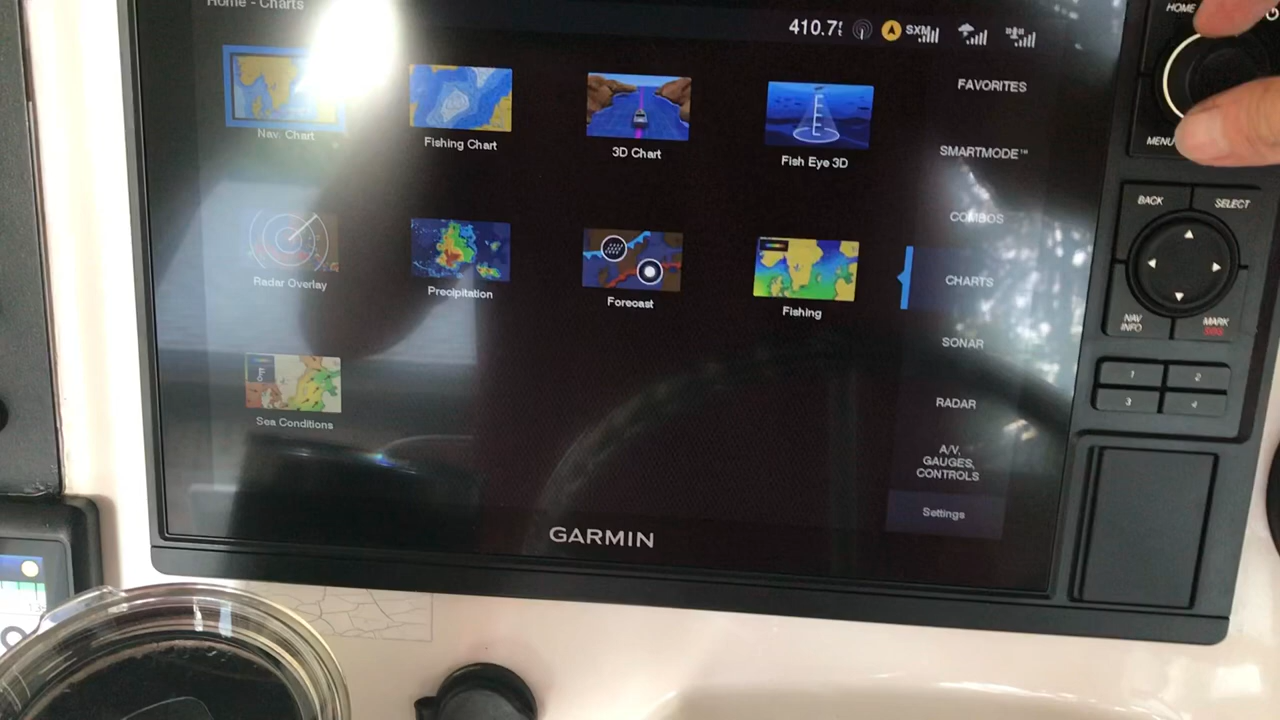 Home - Charts
410.7ft
SXM
Nav. Chart
Fishing Chart
3D Chart
Fish Eye 3D
Radar Overlay
Precipitation
Forecast
Fishing
Sea Conditions
FAVORITES
SMARTMODE™
COMBOS
CHARTS
SONAR
RADAR
A/V,
GAUGES,
CONTROLS
Settings
GARMIN
HOME
MENU
BACK
SELECT
NAV
INFO
MARK
SOS
1
2
3
4